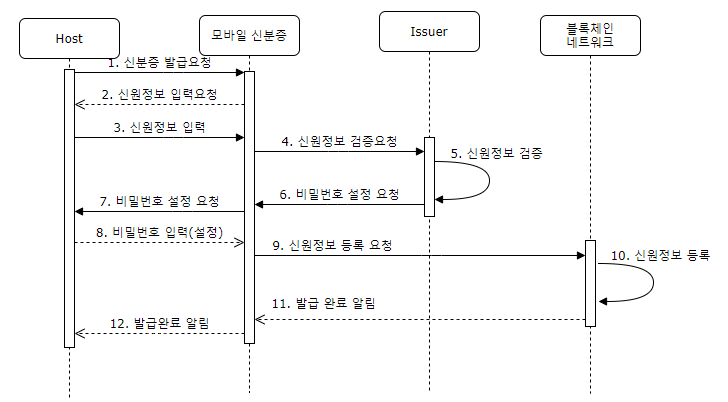 Host
모바일 신분증
Issuer
블록체인
네트워크
1. 신분증 발급요청
2. 신원정보 입력요청
3. 신원정보 입력
4. 신원정보 검증요청
5. 신원정보 검증
6. 비밀번호 설정 요청
7. 비밀번호 설정 요청
8. 비밀번호 입력(설정)
9. 신원정보 등록 요청
10. 신원정보 등록
11. 발급 완료 알림
12. 발급완료 알림